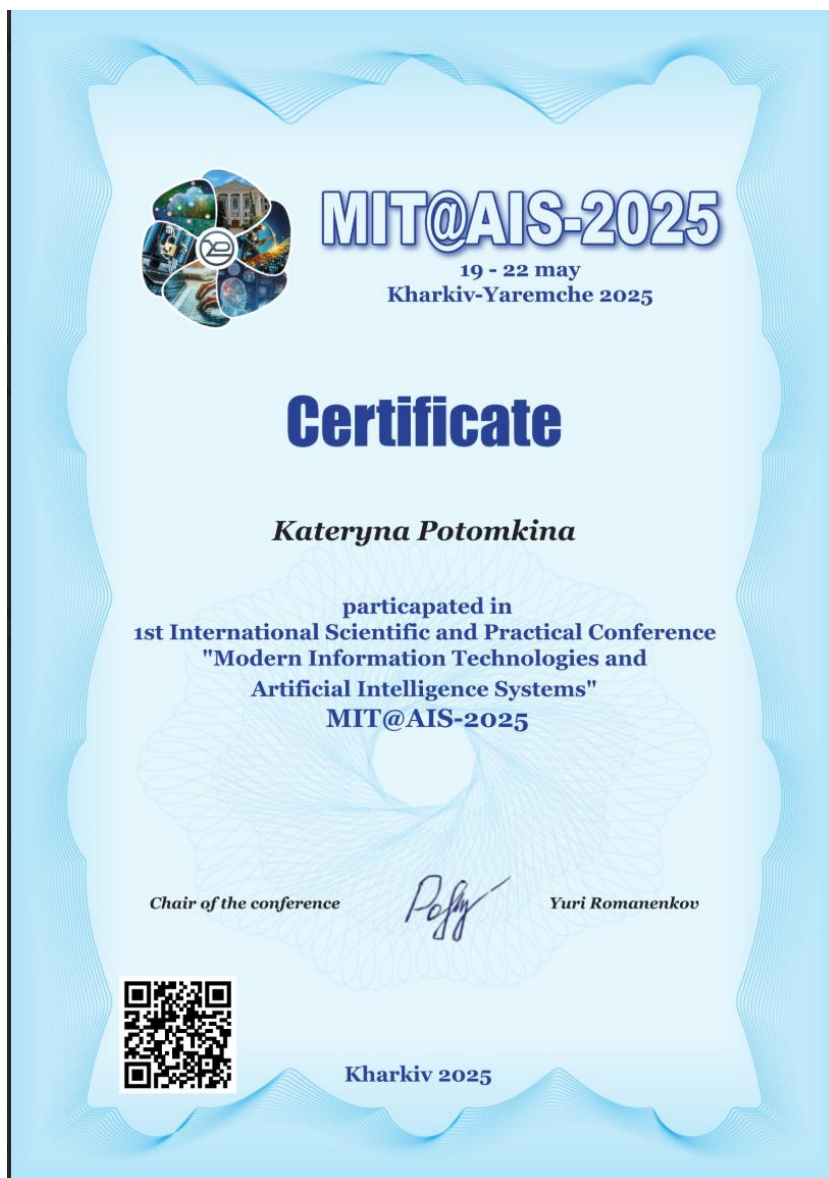 MIT@AIS-2025
19 - 22 may
Kharkiv-Yaremche 2025
Certificate
Kateryna Potomkina
particapated in
1st International Scientific and Practical Conference
"Modern Information Technologies and
Artificial Intelligence Systems"
MIT@AIS-2025
Chair of the conference
Yuri Romanenkov
Kharkiv 2025